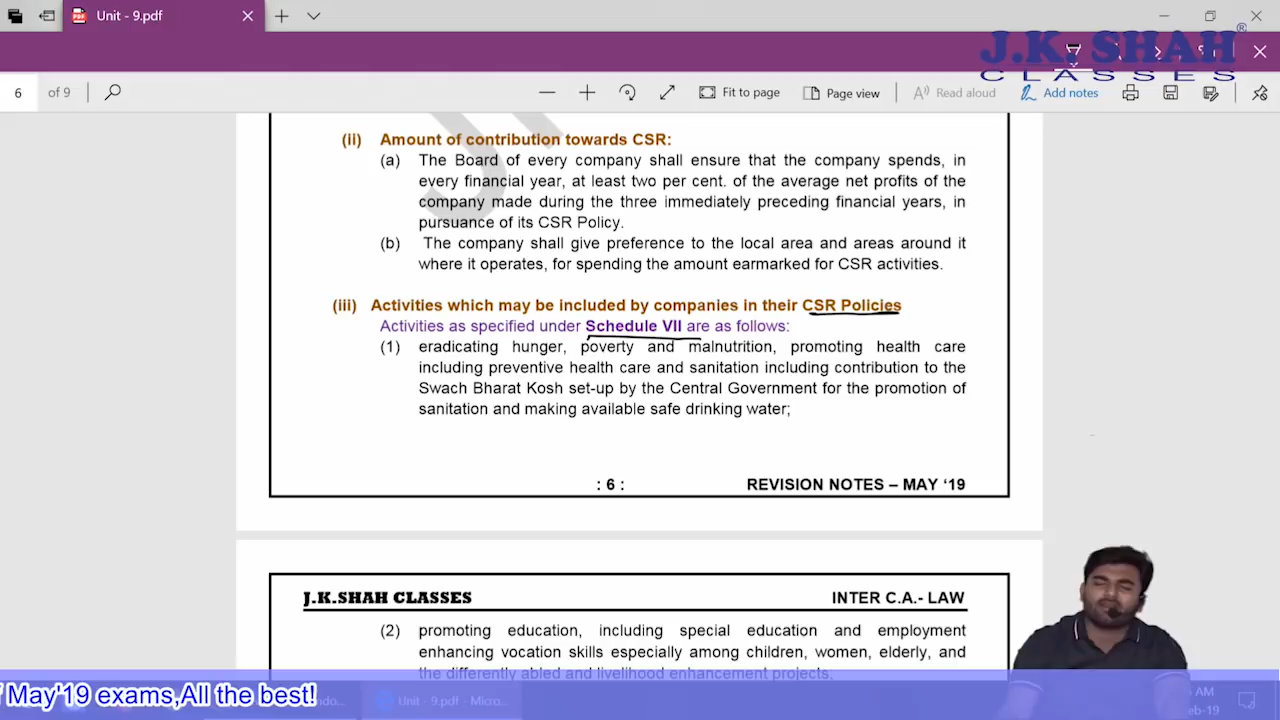 Unit - 9.pdf
J.K. SHAH®
CLASSES
6 of 9
Fit to page
Page view
Read aloud
Add notes
(ii) Amount of contribution towards CSR:
(a) The Board of every company shall ensure that the company spends, in
every financial year, at least two per cent. of the average net profits of the
company made during the three immediately preceding financial years, in
pursuance of its CSR Policy.
(b) The company shall give preference to the local area and areas around it
where it operates, for spending the amount earmarked for CSR activities.
(iii) Activities which may be included by companies in their CSR Policies
Activities as specified under Schedule VII are as follows:
(1) eradicating hunger, poverty and malnutrition, promoting health care
including preventive health care and sanitation including contribution to the
Swach Bharat Kosh set-up by the Central Government for the promotion of
sanitation and making available safe drinking water;
: 6 :
REVISION NOTES – MAY ‘19
J.K.SHAH CLASSES
INTER C.A.- LAW
(2) promoting education, including special education and employment
enhancing vocation skills especially among children, women, elderly, and
the differently abled and livelihood enhancement projects.
May'19 exams,All the best!
Unit - 9.pdf - Micro...
AM